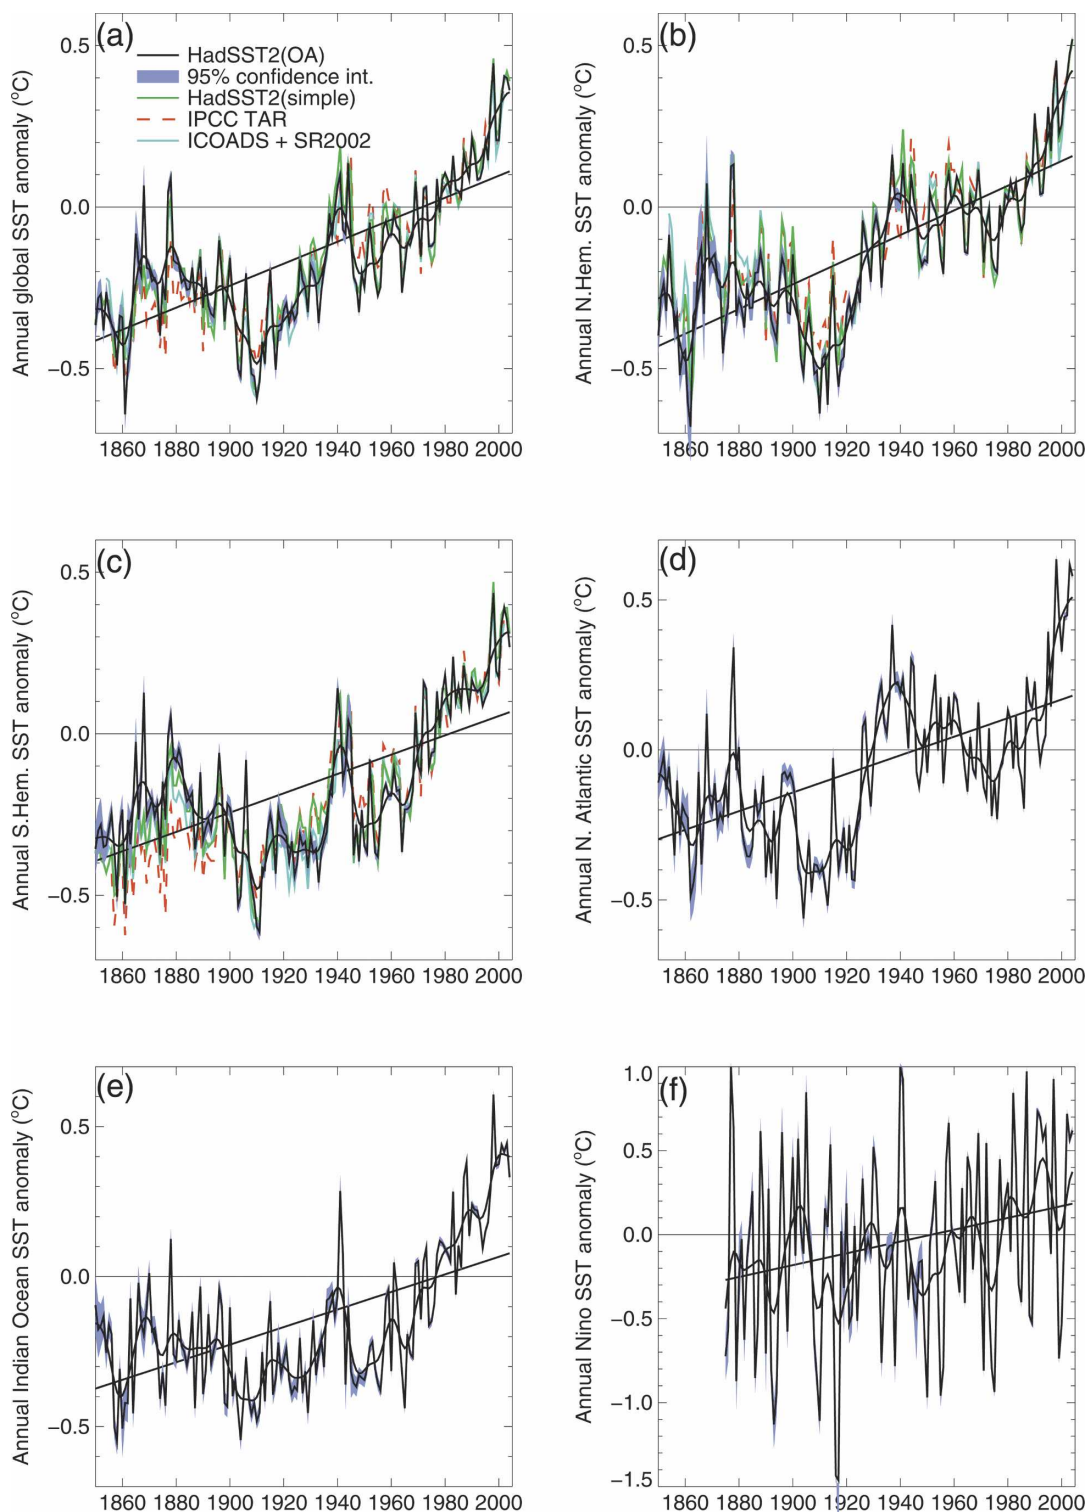 (a)
HadSST2(OA)
95% confidence int.
HadSST2(simple)
IPCC TAR
ICOADS + SR2002
Annual global SST anomaly (°C)
0.5
0.0
−0.5
1860 1880 1900 1920 1940 1960 1980 2000
(b)
Annual N.Hem. SST anomaly (°C)
0.5
0.0
−0.5
1860 1880 1900 1920 1940 1960 1980 2000
(c)
Annual S.Hem. SST anomaly (°C)
0.5
0.0
−0.5
1860 1880 1900 1920 1940 1960 1980 2000
(d)
Annual N. Atlantic SST anomaly (°C)
0.5
0.0
−0.5
1860 1880 1900 1920 1940 1960 1980 2000
(e)
Annual Indian Ocean SST anomaly (°C)
0.5
0.0
−0.5
1860 1880 1900 1920 1940 1960 1980 2000
(f)
Annual Nino SST anomaly (°C)
1.0
0.5
0.0
−0.5
−1.0
−1.5
1860 1880 1900 1920 1940 1960 1980 2000